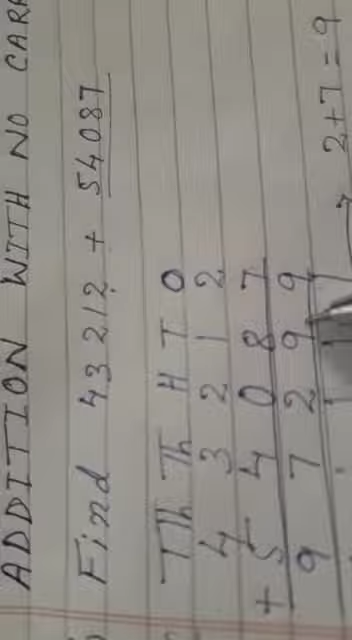 ADDITION WITH NO CARR
Find 43212 + 54087
TTh Th H T O
4 3 2 1 2
+ 5 4 0 8 7
9 7 2 9 9
2+7=9